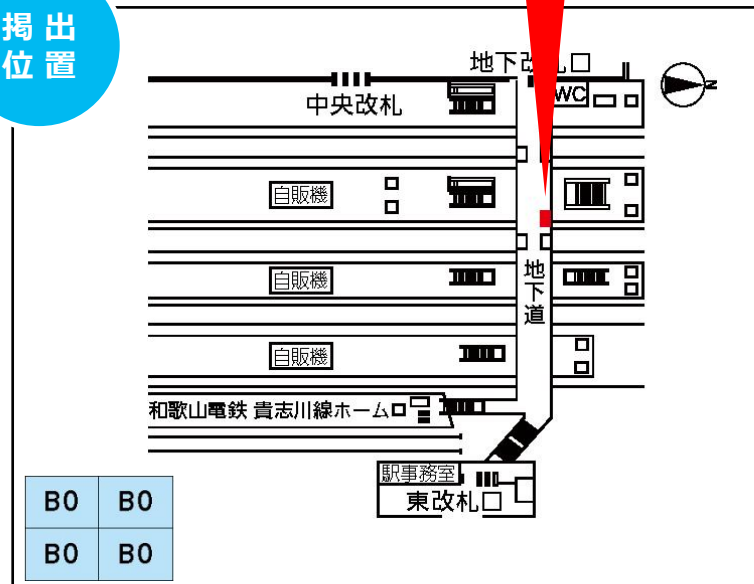 掲出
位置
地下改札口
中央改札
WC
N
自販機
自販機
地下道
自販機
和歌山電鉄 貴志川線ホーム
駅事務室
東改札口
B0 B0
B0 B0